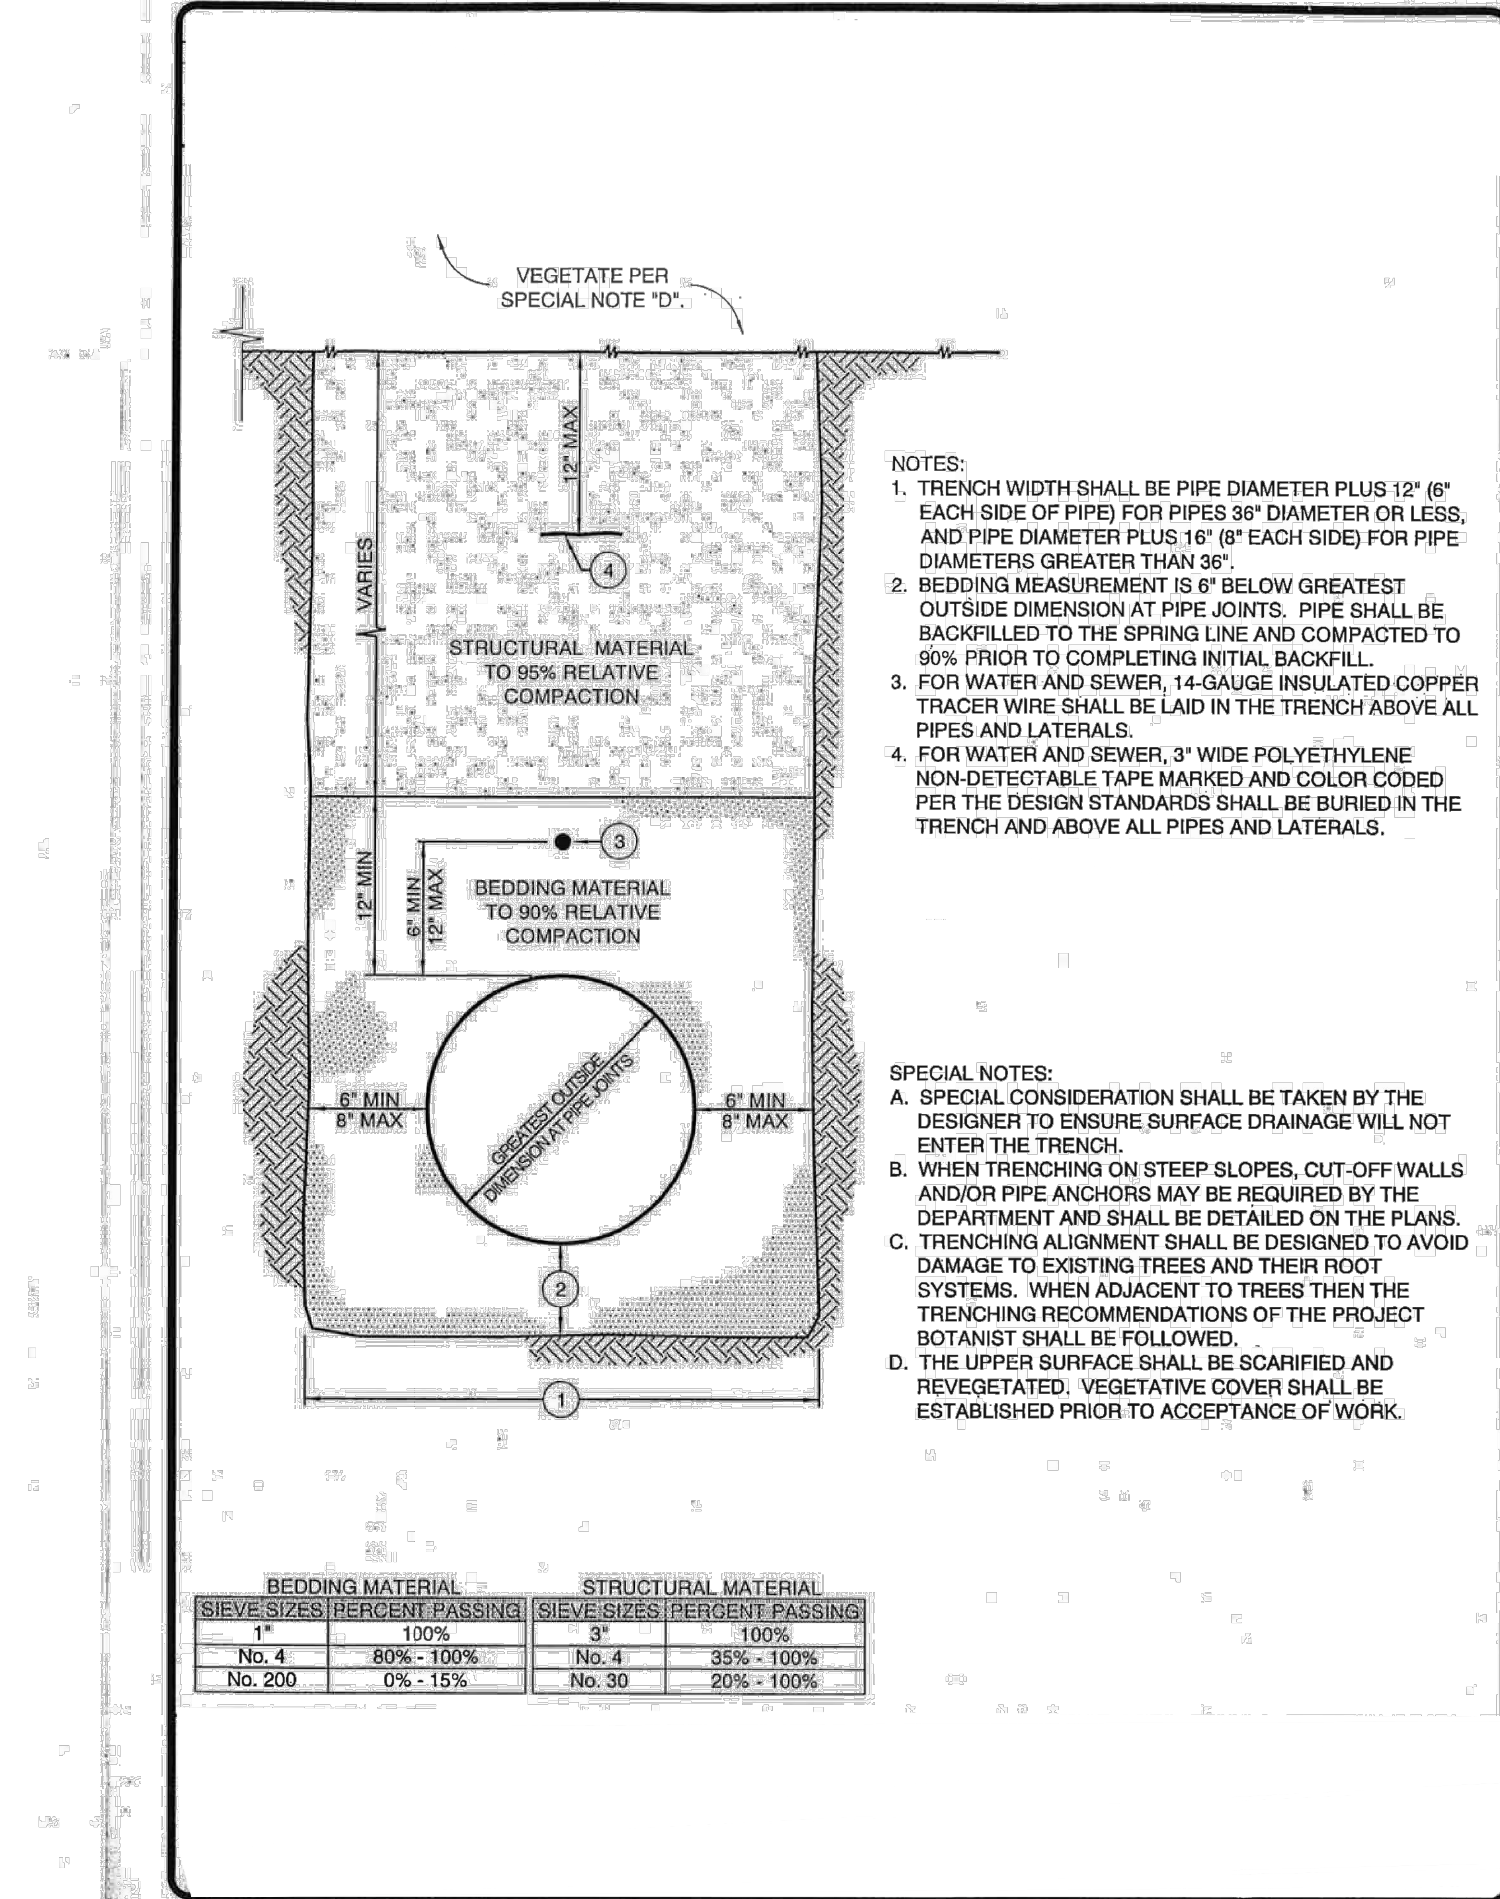 VEGETATE PER
SPECIAL NOTE "D".
12" MAX
VARIES
4
STRUCTURAL MATERIAL
TO 95% RELATIVE
COMPACTION
3
12" MIN
6" MIN
12" MAX
BEDDING MATERIAL
TO 90% RELATIVE
COMPACTION
GREATEST OUTSIDE
DIMENSION AT PIPE JOINTS
6" MIN
8" MAX
6" MIN
8" MAX
2
1
NOTES:
1. TRENCH WIDTH SHALL BE PIPE DIAMETER PLUS 12" (6"
EACH SIDE OF PIPE) FOR PIPES 36" DIAMETER OR LESS,
AND PIPE DIAMETER PLUS 16" (8" EACH SIDE) FOR PIPE
DIAMETERS GREATER THAN 36".
2. BEDDING MEASUREMENT IS 6" BELOW GREATEST
OUTSIDE DIMENSION AT PIPE JOINTS. PIPE SHALL BE
BACKFILLED TO THE SPRING LINE AND COMPACTED TO
90% PRIOR TO COMPLETING INITIAL BACKFILL.
3. FOR WATER AND SEWER, 14-GAUGE INSULATED COPPER
TRACER WIRE SHALL BE LAID IN THE TRENCH ABOVE ALL
PIPES AND LATERALS.
4. FOR WATER AND SEWER, 3" WIDE POLYETHYLENE
NON-DETECTABLE TAPE MARKED AND COLOR CODED
PER THE DESIGN STANDARDS SHALL BE BURIED IN THE
TRENCH AND ABOVE ALL PIPES AND LATERALS.
SPECIAL NOTES:
A. SPECIAL CONSIDERATION SHALL BE TAKEN BY THE
DESIGNER TO ENSURE SURFACE DRAINAGE WILL NOT
ENTER THE TRENCH.
B. WHEN TRENCHING ON STEEP SLOPES, CUT-OFF WALLS
AND/OR PIPE ANCHORS MAY BE REQUIRED BY THE
DEPARTMENT AND SHALL BE DETAILED ON THE PLANS.
C. TRENCHING ALIGNMENT SHALL BE DESIGNED TO AVOID
DAMAGE TO EXISTING TREES AND THEIR ROOT
SYSTEMS. WHEN ADJACENT TO TREES THEN THE
TRENCHING RECOMMENDATIONS OF THE PROJECT
BOTANIST SHALL BE FOLLOWED.
D. THE UPPER SURFACE SHALL BE SCARIFIED AND
REVEGETATED. VEGETATIVE COVER SHALL BE
ESTABLISHED PRIOR TO ACCEPTANCE OF WORK.
BEDDING MATERIAL
SIEVE SIZES PERCENT PASSING
1" 100%
No. 4 80% - 100%
No. 200 0% - 15%
STRUCTURAL MATERIAL
SIEVE SIZES PERCENT PASSING
3" 100%
No. 4 35% - 100%
No. 30 20% - 100%